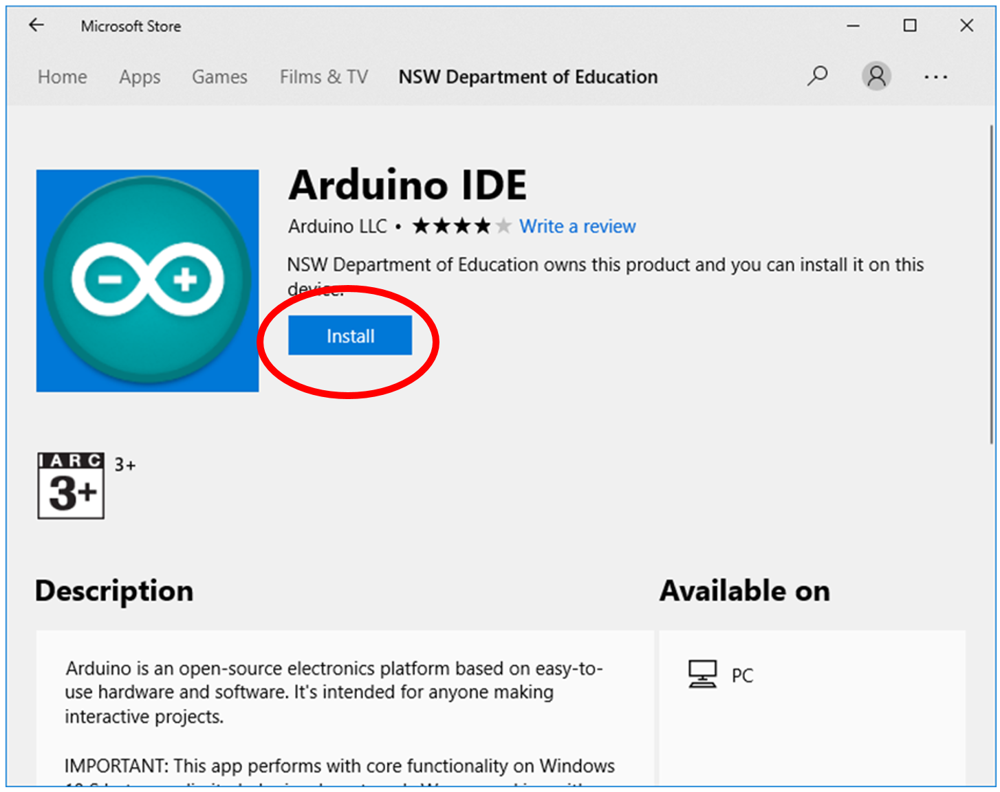 Microsoft Store
Home Apps Games Films & TV NSW Department of Education
Arduino IDE
Arduino LLC • ★★★★★ Write a review
NSW Department of Education owns this product and you can install it on this
device.
Install
IARC
3+
3+
Description
Available on
Arduino is an open-source electronics platform based on easy-to-
use hardware and software. It's intended for anyone making
interactive projects.
PC
IMPORTANT: This app performs with core functionality on Windows